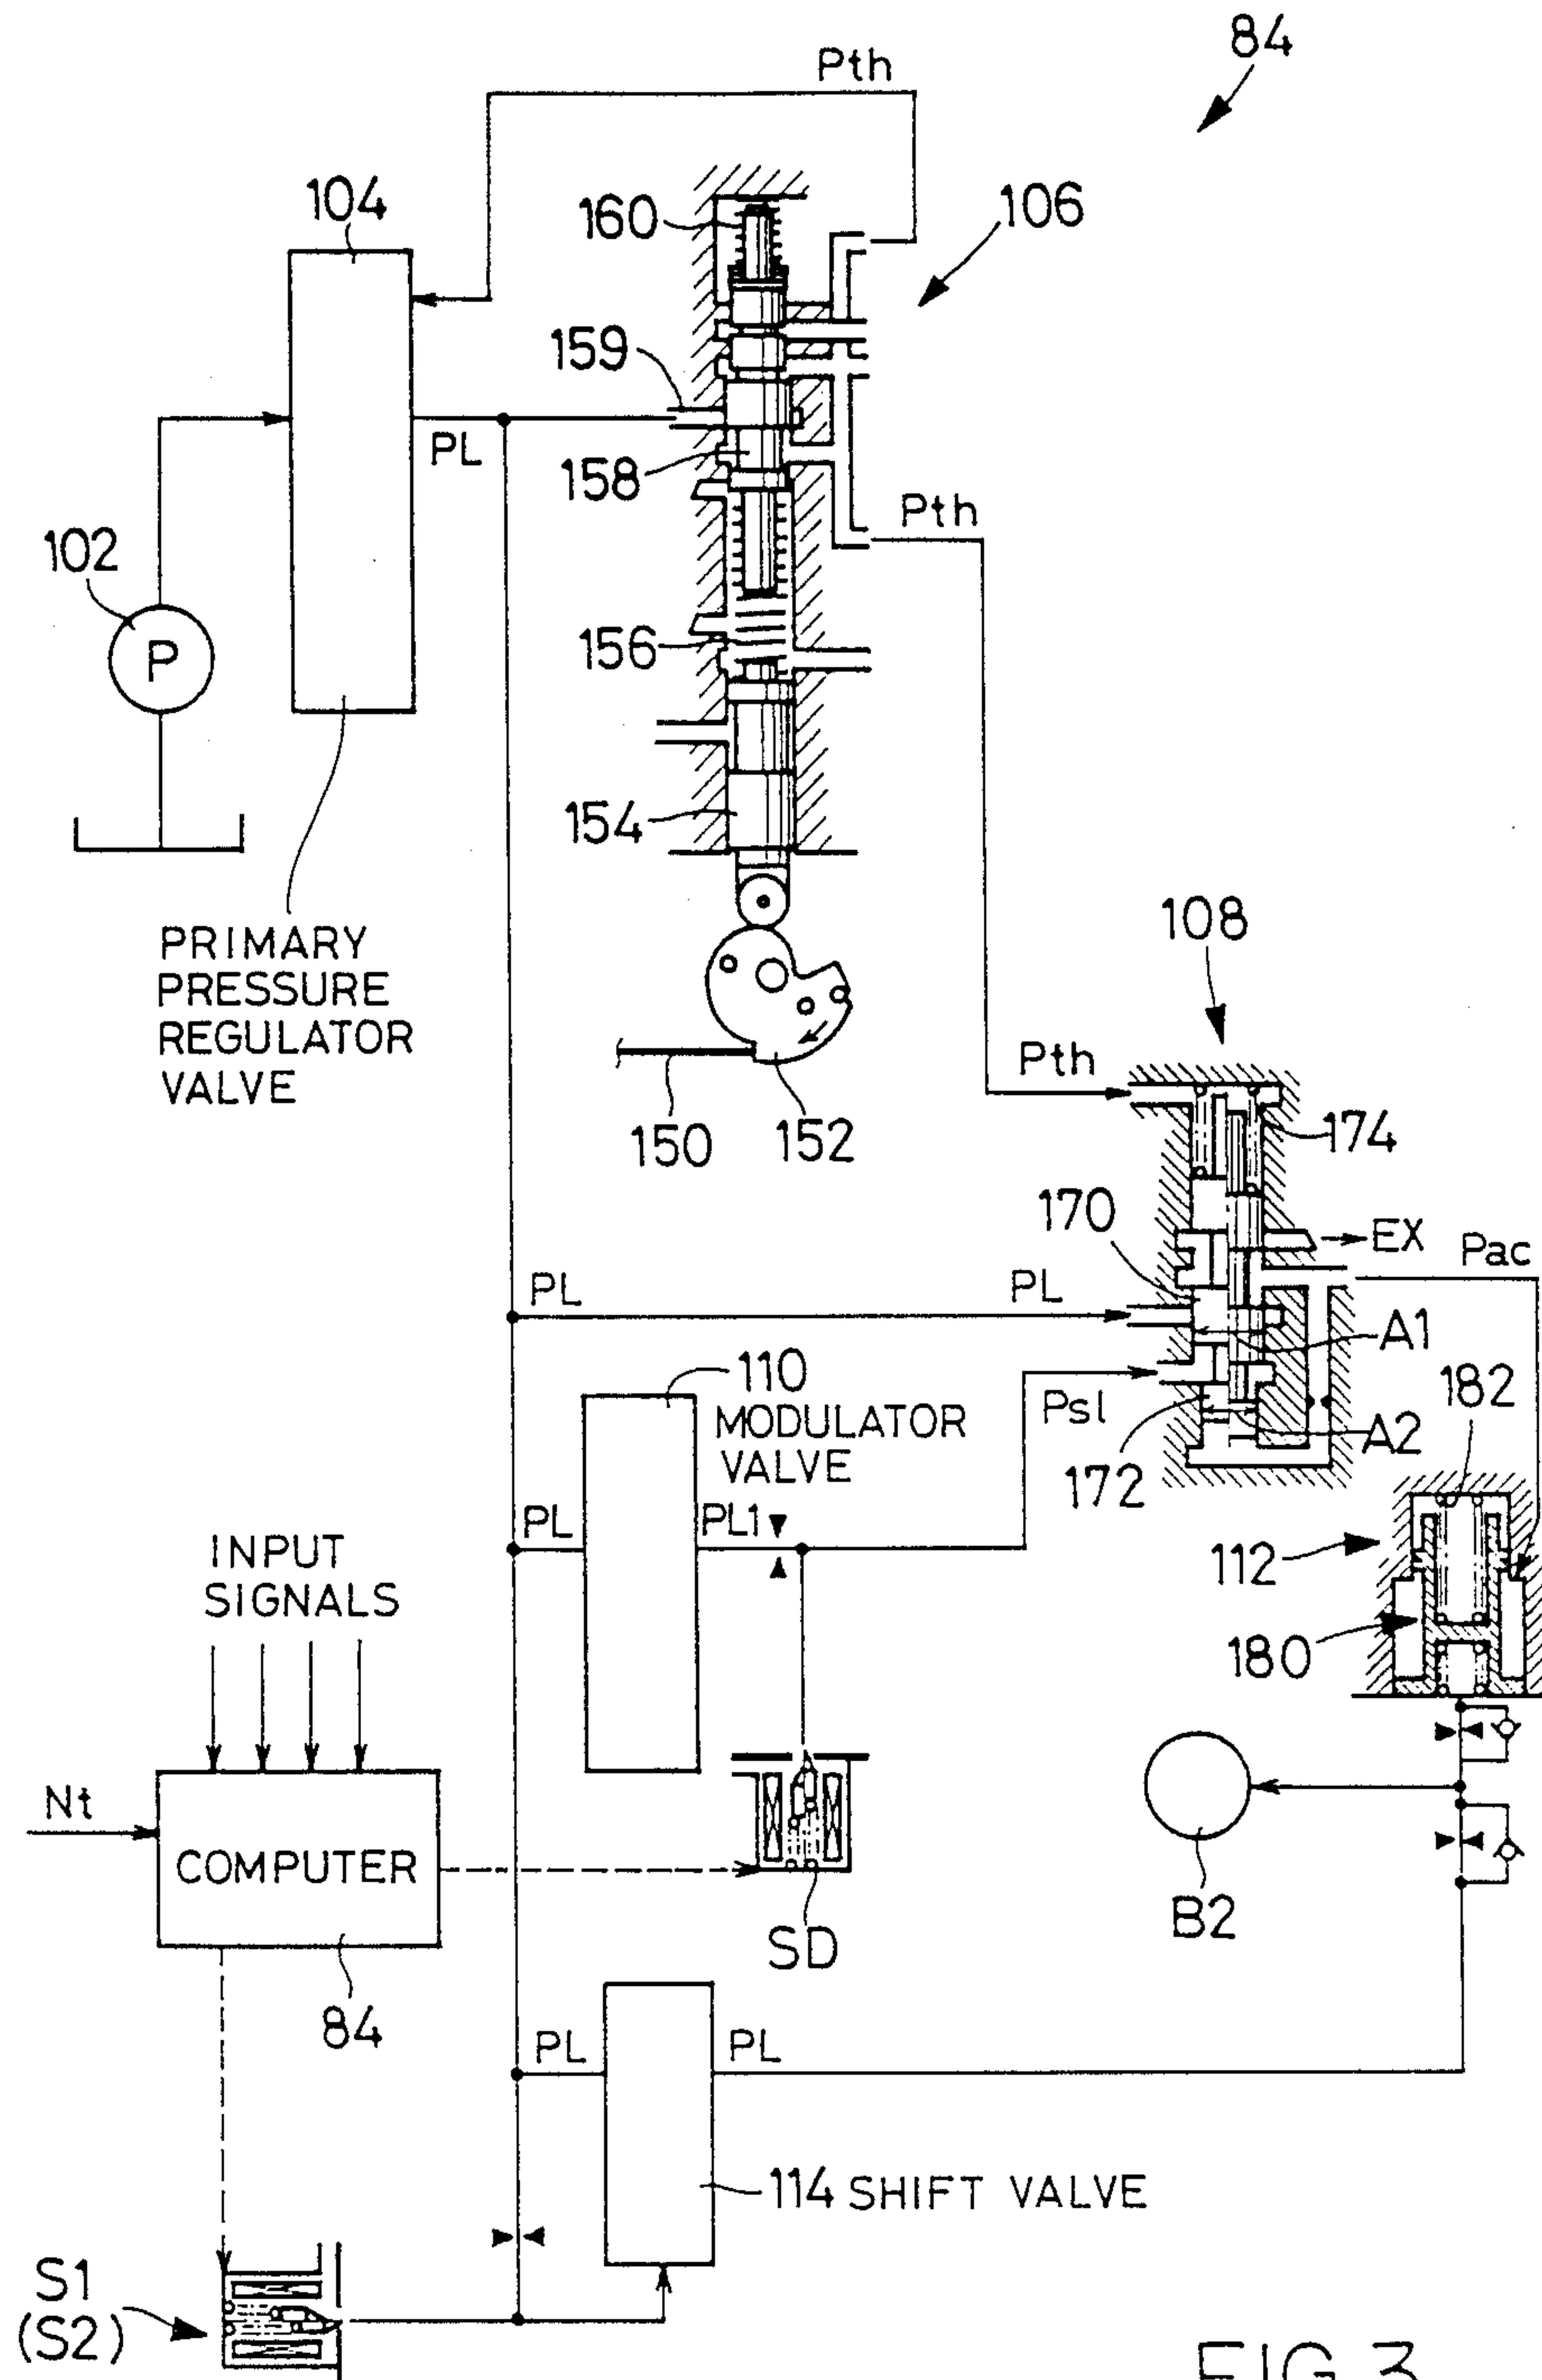 84
Pth
104
160
106
159
PL
158
Pth
102
P
156
154
PRIMARY
PRESSURE
REGULATOR
VALVE
108
Pth
150
152
174
170
EX
Pac
PL
PL
A1
110
MODULATOR
VALVE
Psl
182
A2
172
PL
PL1
INPUT
SIGNALS
112
180
Nt
COMPUTER
B2
SD
84
PL
PL
114 SHIFT VALVE
S1
(S2)
FIG.3